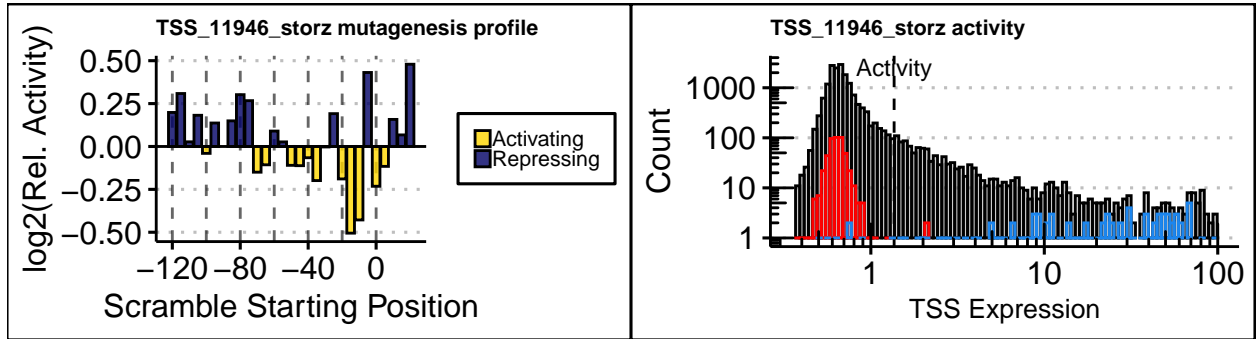 TSS_11946_storz mutagenesis profile
log2(Rel. Activity)
0.50
0.25
0.00
−0.25
−0.50
−120 −80 −40 0
Scramble Starting Position
Activating
Repressing
TSS_11946_storz activity
Activity
Count
1000
100
10
1
1 10 100
TSS Expression